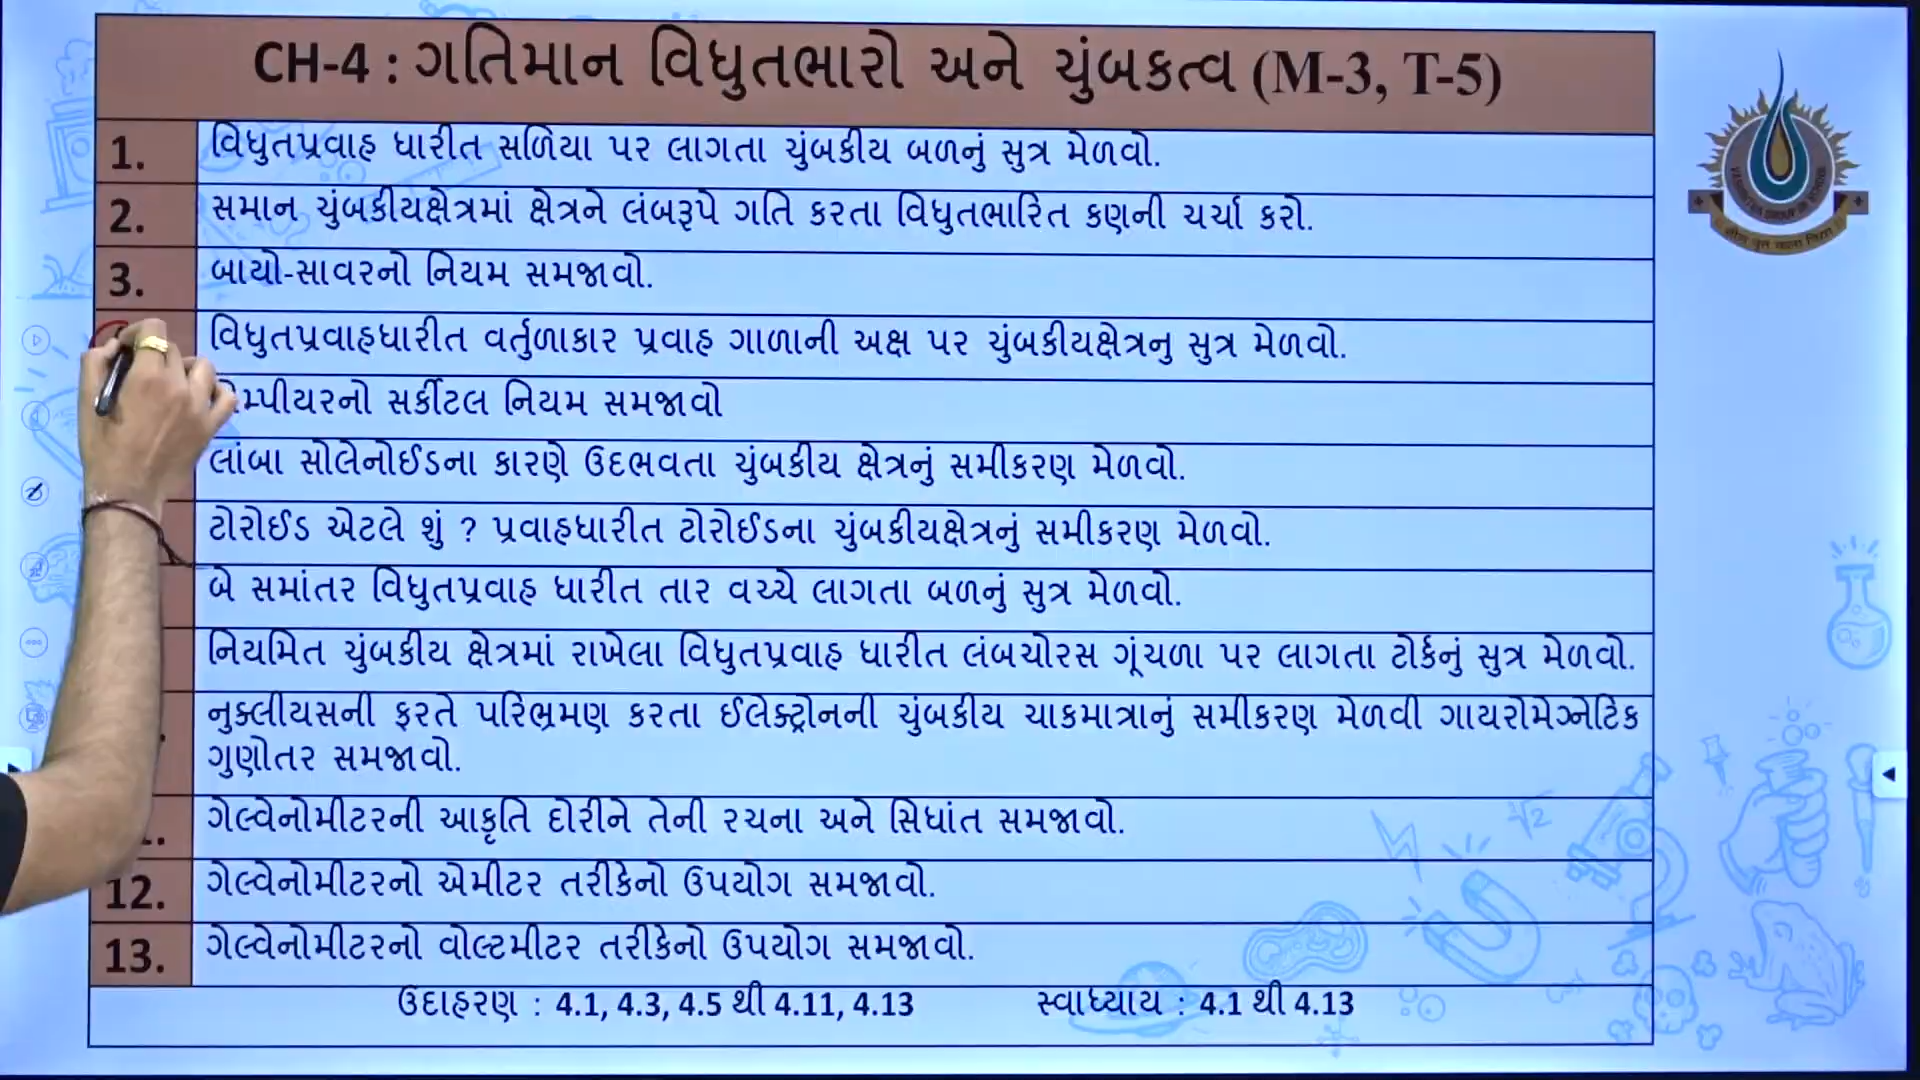 CH-4 : ગતિમાન વિધુતભારો અને ચુંબકત્વ (M-3, T-5)
1. વિધુતપ્રવાહ ધારીત સળિયા પર લાગતા ચુંબકીય બળનું સુત્ર મેળવો.
2. સમાન ચુંબકીયક્ષેત્રમાં ક્ષેત્રને લંબરૂપે ગતિ કરતા વિધુતભારિત કણની ચર્ચા કરો.
3. બાયો-સાવરનો નિયમ સમજાવો.
વિધુતપ્રવાહધારીત વર્તુળાકાર પ્રવાહ ગાળાની અક્ષ પર ચુંબકીયક્ષેત્રનુ સુત્ર મેળવો.
મ્પીયરનો સર્કીટલ નિયમ સમજાવો
લાંબા સોલેનોઈડના કારણે ઉદભવતા ચુંબકીય ક્ષેત્રનું સમીકરણ મેળવો.
ટોરોઈડ એટલે શું ? પ્રવાહધારીત ટોરોઈડના ચુંબકીયક્ષેત્રનું સમીકરણ મેળવો.
બે સમાંતર વિધુતપ્રવાહ ધારીત તાર વચ્ચે લાગતા બળનું સુત્ર મેળવો.
નિયમિત ચુંબકીય ક્ષેત્રમાં રાખેલા વિધુતપ્રવાહ ધારીત લંબચોરસ ગૂંચળા પર લાગતા ટોર્કનું સુત્ર મેળવો.
નુક્લીયસની ફરતે પરિભ્રમણ કરતા ઈલેક્ટ્રોનની ચુંબકીય ચાકમાત્રાનું સમીકરણ મેળવી ગાયરોમેગ્નેટિક
ગુણોતર સમજાવો.
ગેલ્વેનોમીટરની આકૃતિ દોરીને તેની રચના અને સિધાંત સમજાવો.
12. ગેલ્વેનોમીટરનો એમીટર તરીકેનો ઉપયોગ સમજાવો.
13. ગેલ્વેનોમીટરનો વોલ્ટમીટર તરીકેનો ઉપયોગ સમજાવો.
ઉદાહરણ : 4.1, 4.3, 4.5 થી 4.11, 4.13 સ્વાધ્યાય : 4.1 થી 4.13